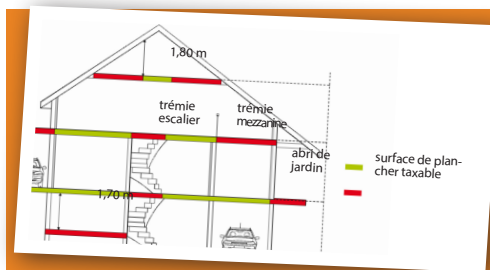 1,80 m
trémie
escalier
trémie
mezzanine
abri de
jardin
surface de plan-
cher taxable
1,70 m